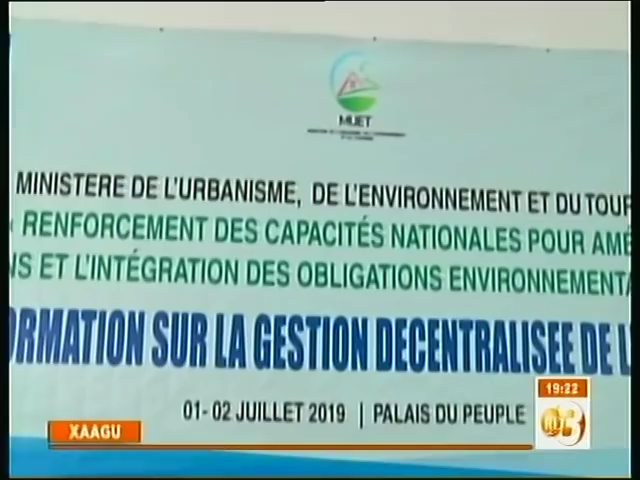 MUET
MINISTERE DE L'URBANISME, DE L'ENVIRONNEMENT ET DU TOUR
« RENFORCEMENT DES CAPACITÉS NATIONALES POUR AMÉ
NS ET L'INTÉGRATION DES OBLIGATIONS ENVIRONNEMENTA
ORMATION SUR LA GESTION DECENTRALISEE DE L'
01- 02 JUILLET 2019 | PALAIS DU PEUPLE
19:22
XAAGU